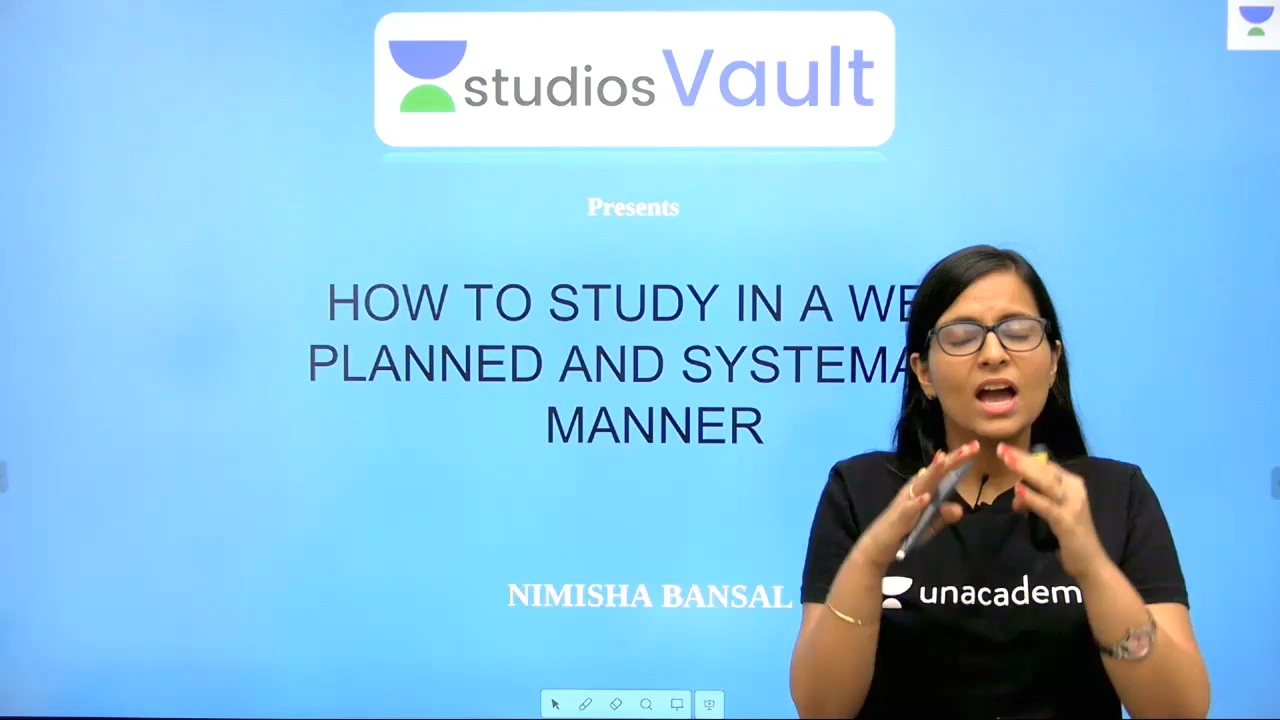 studios Vault
Presents
HOW TO STUDY IN A WE
PLANNED AND SYSTEMA
MANNER
NIMISHA BANSAL
unacadem